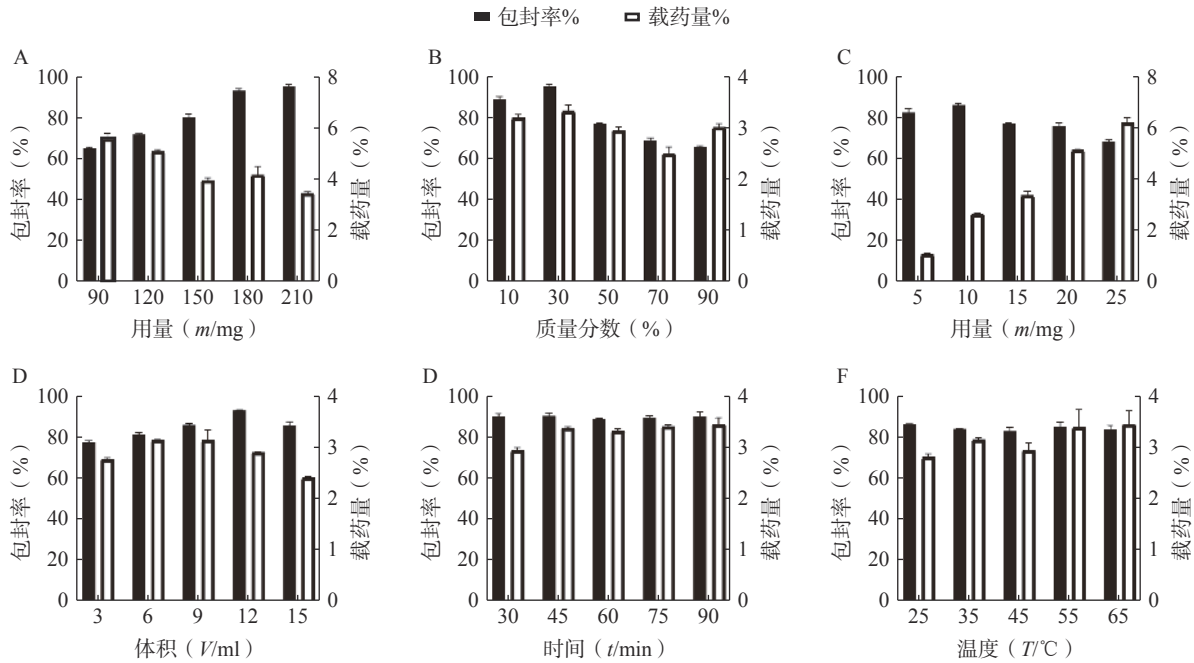 包封率% 载药量%
A
B
C
100 8 100 4 100 8
80 6 80 3 80 6
60 60 60
40 4 40 2 40 4
20 2 20 1 20 2
0 0 0 0 0 0
包封率（%）
载药量（%）
包封率（%）
载药量（%）
包封率（%）
载药量（%）
90 120 150 180 210
10 30 50 70 90
5 10 15 20 25
用量（m/mg）
质量分数（%）
用量（m/mg）
D
D
F
100 4 100 4 100 4
80 3 80 3 80 3
60 60 60
40 2 40 2 80 2
20 1 20 1 60 1
0 0 0 0 0 0
包封率（%）
载药量（%）
包封率（%）
载药量（%）
包封率（%）
载药量（%）
3 6 9 12 15
30 45 60 75 90
25 35 45 55 65
体积（V/ml）
时间（t/min）
温度（T/℃）